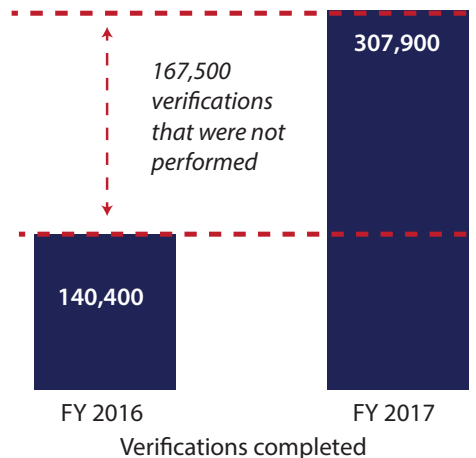 307,900
167,500
verifications
that were not
performed
140,400
FY 2016
FY 2017
Verifications completed